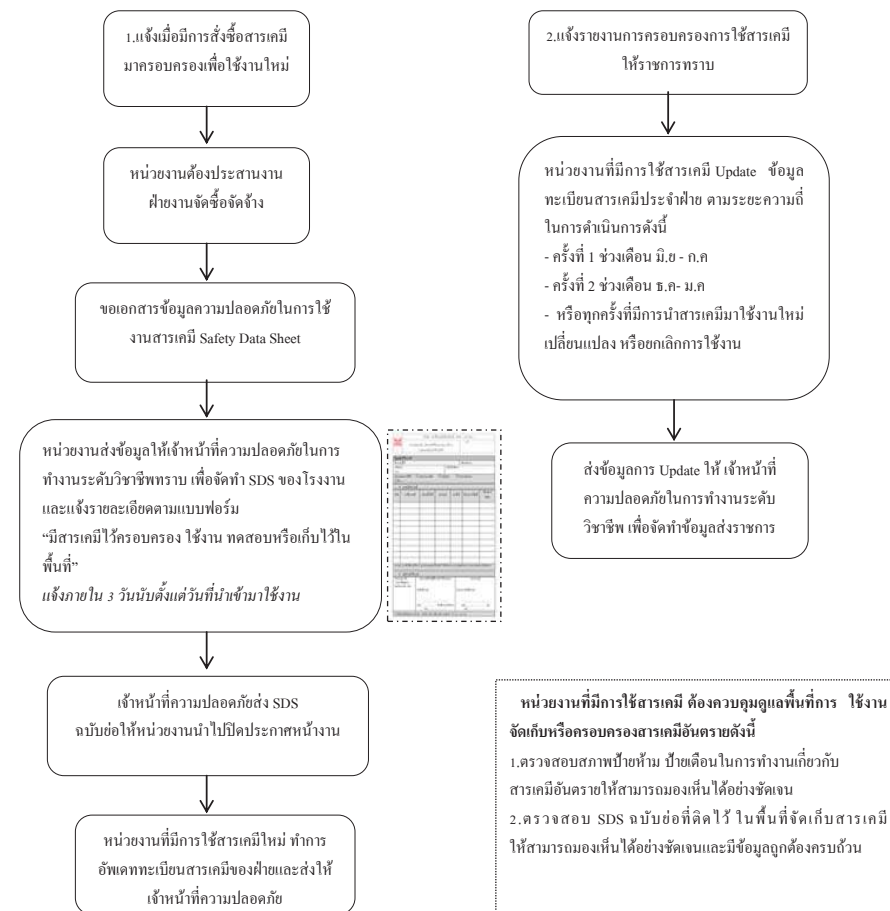 1.แจ้งเมื่อมีการสั่งซื้อสารเคมี
มาครอบครองเพื่อใช้งานใหม่
หน่วยงานต้องประสานงาน
ฝ่ายงานจัดซื้อจัดจ้าง
ขอเอกสารข้อมูลความปลอดภัยในการใช้
งานสารเคมี Safety Data Sheet
หน่วยงานส่งข้อมูลให้เจ้าหน้าที่ความปลอดภัยในการ
ทำงานระดับวิชาชีพทราบ เพื่อจัดทำ SDS ของโรงงาน
และแจ้งรายละเอียดตามแบบฟอร์ม
“มีสารเคมีไว้ครอบครอง ใช้งาน ทดสอบหรือเก็บไว้ใน
พื้นที่”
แจ้งภายใน 3 วันนับตั้งแต่วันที่นำเข้ามาใช้งาน
เจ้าหน้าที่ความปลอดภัยส่ง SDS
ฉบับย่อให้หน่วยงานนำไปปิดประกาศหน้างาน
หน่วยงานที่มีการใช้สารเคมีใหม่ ทำการ
อัพเดททะเบียนสารเคมีของฝ่ายและส่งให้
เจ้าหน้าที่ความปลอดภัย
2.แจ้งรายงานการครอบครองการใช้สารเคมี
ให้ราชการทราบ
หน่วยงานที่มีการใช้สารเคมี Update ข้อมูล
ทะเบียนสารเคมีประจำฝ่าย ตามระยะความถี่
ในการดำเนินการดังนี้
- ครั้งที่ 1 ช่วงเดือน มิ.ย - ก.ค
- ครั้งที่ 2 ช่วงเดือน ธ.ค- ม.ค
- หรือทุกครั้งที่มีการนำสารเคมีมาใช้งานใหม่
เปลี่ยนแปลง หรือยกเลิกการใช้งาน
ส่งข้อมูลการ Update ให้ เจ้าหน้าที่
ความปลอดภัยในการทำงานระดับ
วิชาชีพ เพื่อจัดทำข้อมูลส่งราชการ
หน่วยงานที่มีการใช้สารเคมี ต้องควบคุมดูแลพื้นที่การ ใช้งาน
จัดเก็บหรือครอบครองสารเคมีอันตรายดังนี้
1.ตรวจสอบสภาพป้ายห้าม ป้ายเตือนในการทำงานเกี่ยวกับ
สารเคมีอันตรายให้สามารถมองเห็นได้อย่างชัดเจน
2.ตรวจสอบ SDS ฉบับย่อที่ติดไว้ ในพื้นที่จัดเก็บสารเคมี
ให้สามารถมองเห็นได้อย่างชัดเจนและมีข้อมูลถูกต้องครบถ้วน